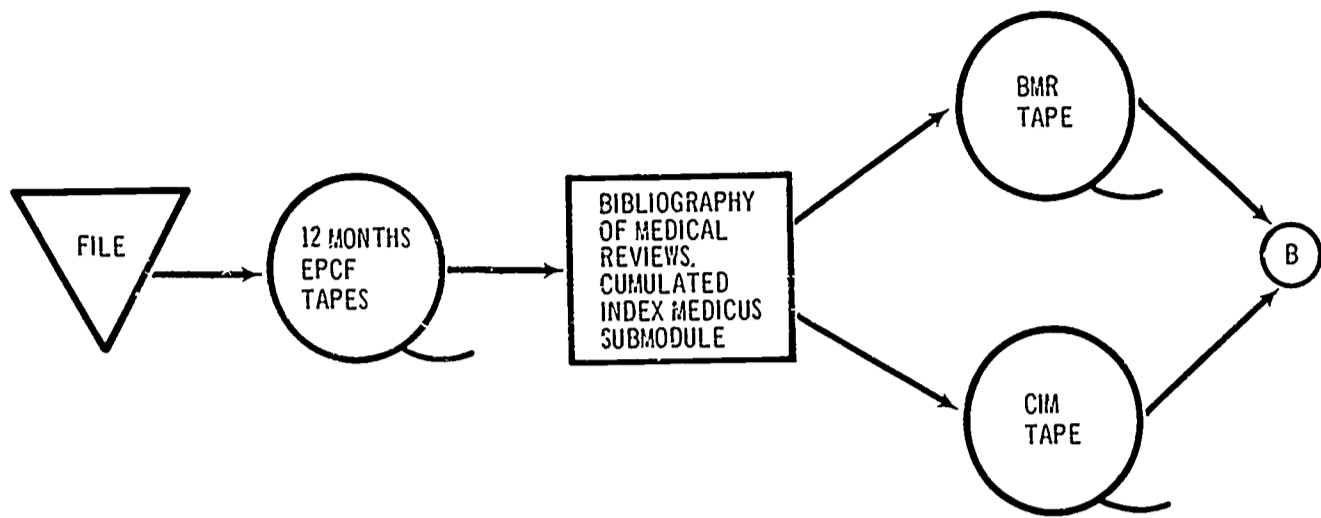 FILE
12 MONTHS
EPCF
TAPES
BIBLIOGRAPHY
OF MEDICAL
REVIEWS.
CUMULATED
INDEX MEDICUS
SUBMODULE
BMR
TAPE
CIM
TAPE
B